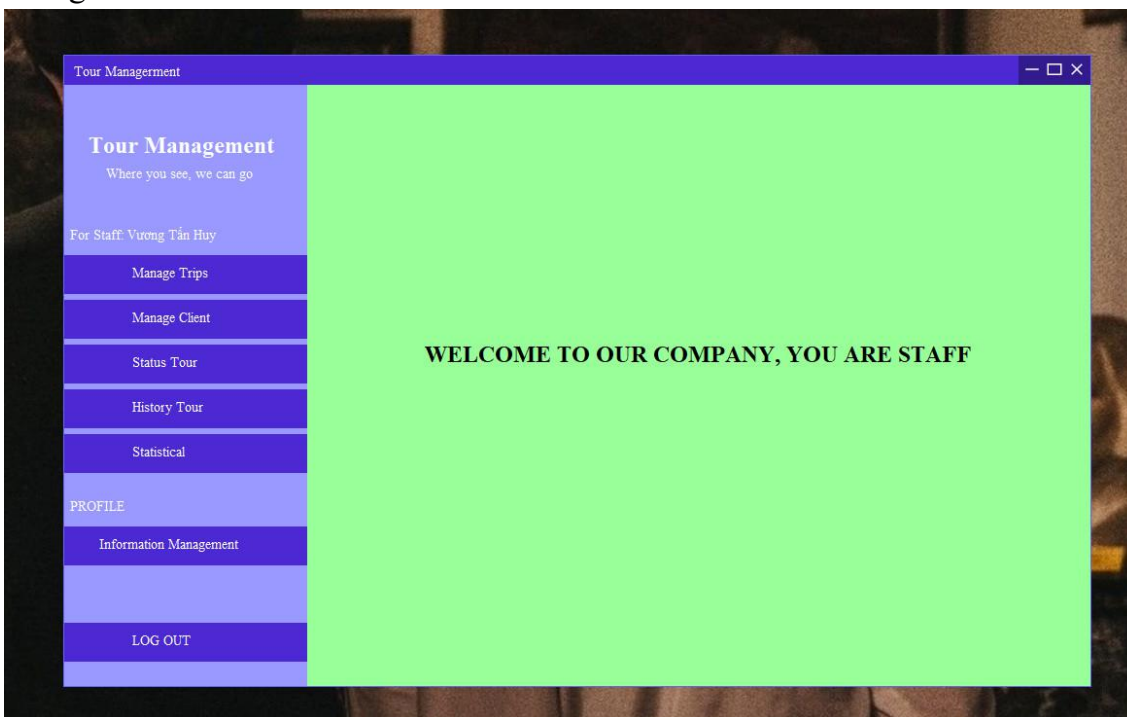 Tour Managerment
Tour Management
Where you see, we can go
For Staff: Vương Tấn Huy
Manage Trips
Manage Client
Status Tour
History Tour
Statistical
PROFILE
Information Management
LOG OUT
WELCOME TO OUR COMPANY, YOU ARE STAFF